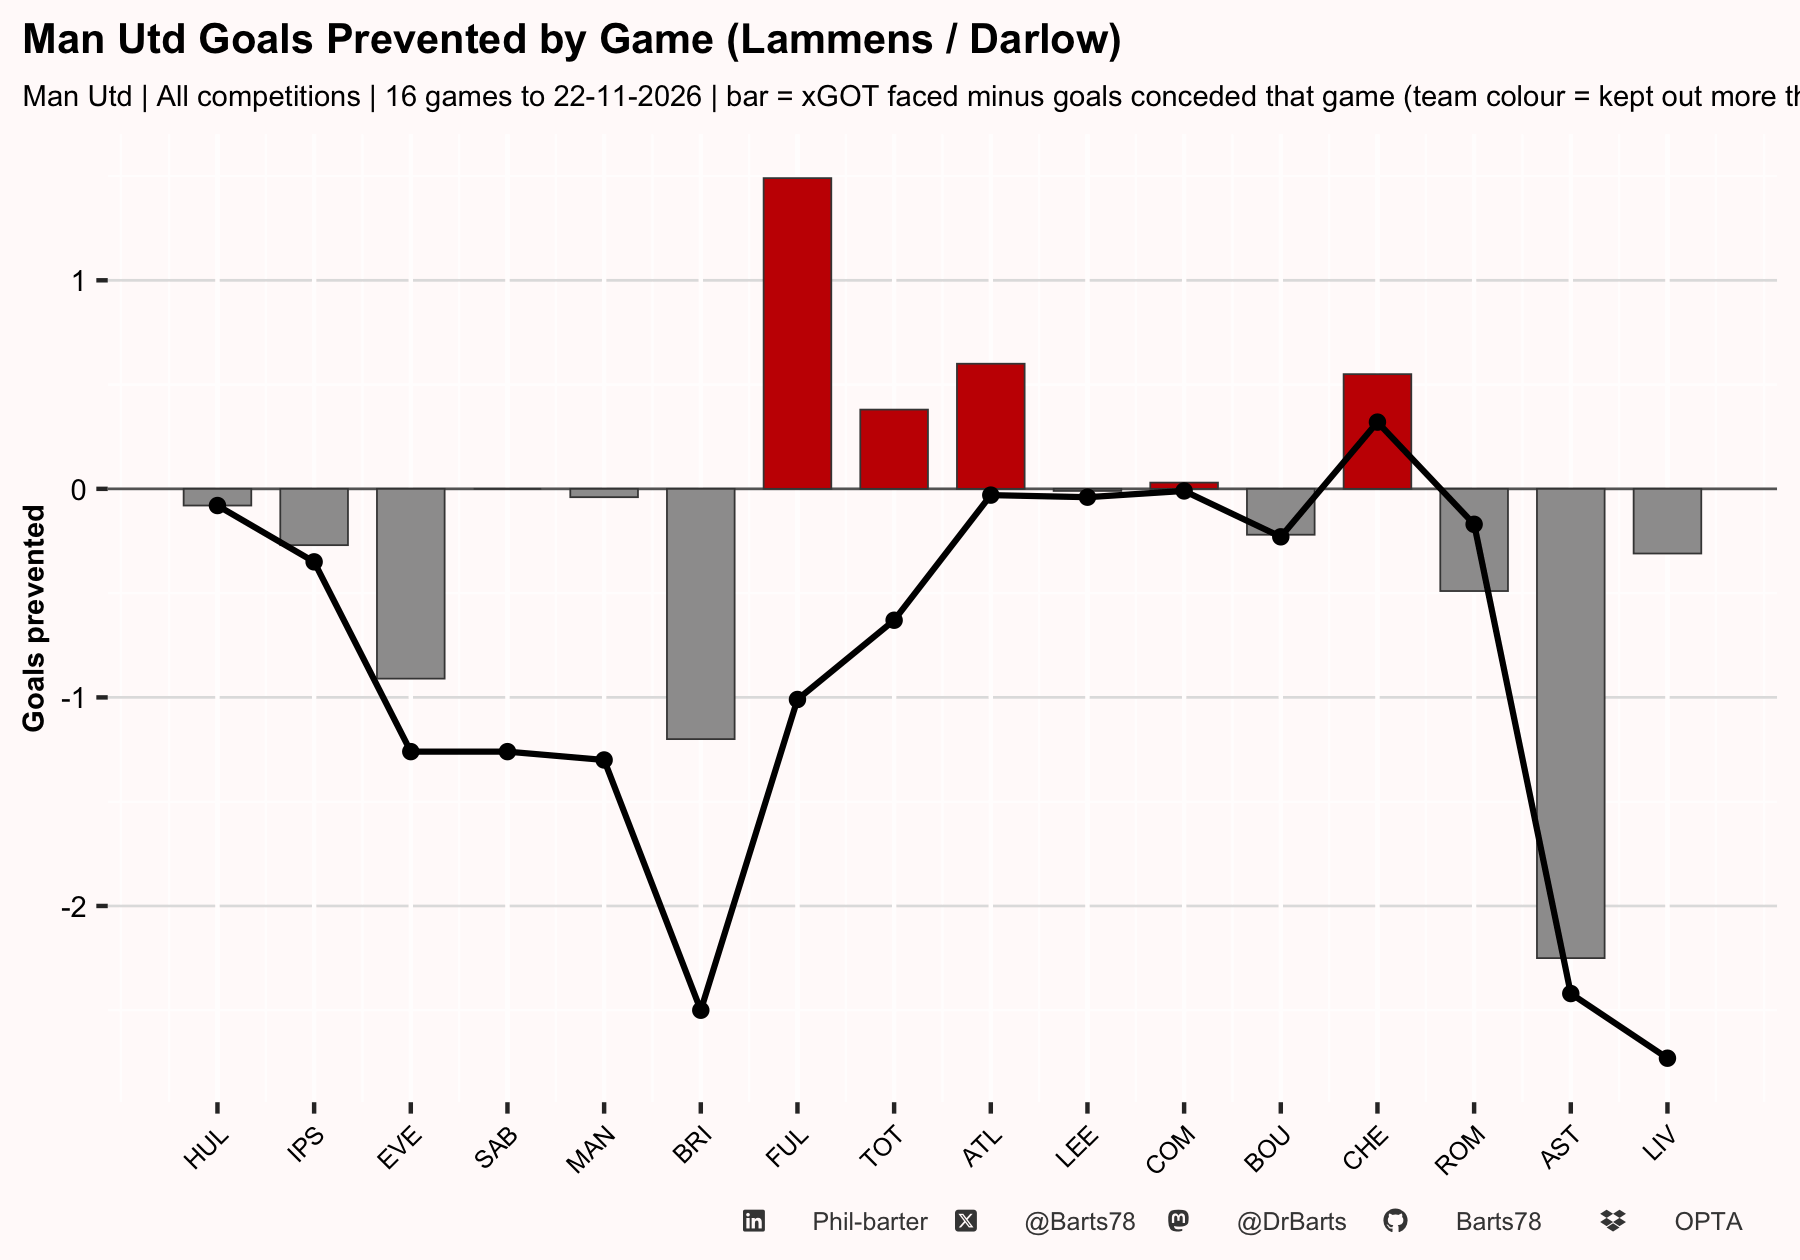 Man Utd Goals Prevented by Game (Lammens / Darlow)
Man Utd | All competitions | 16 games to 22-11-2026 | bar = xGOT faced minus goals conceded that game (team colour = kept out more th
1
0
-1
-2
Goals prevented
HUL IPS EVE SAB MAN BRI FUL TOT ATL LEE COM BOU CHE ROM AST LIV
Phil-barter @Barts78 @DrBarts Barts78 OPTA